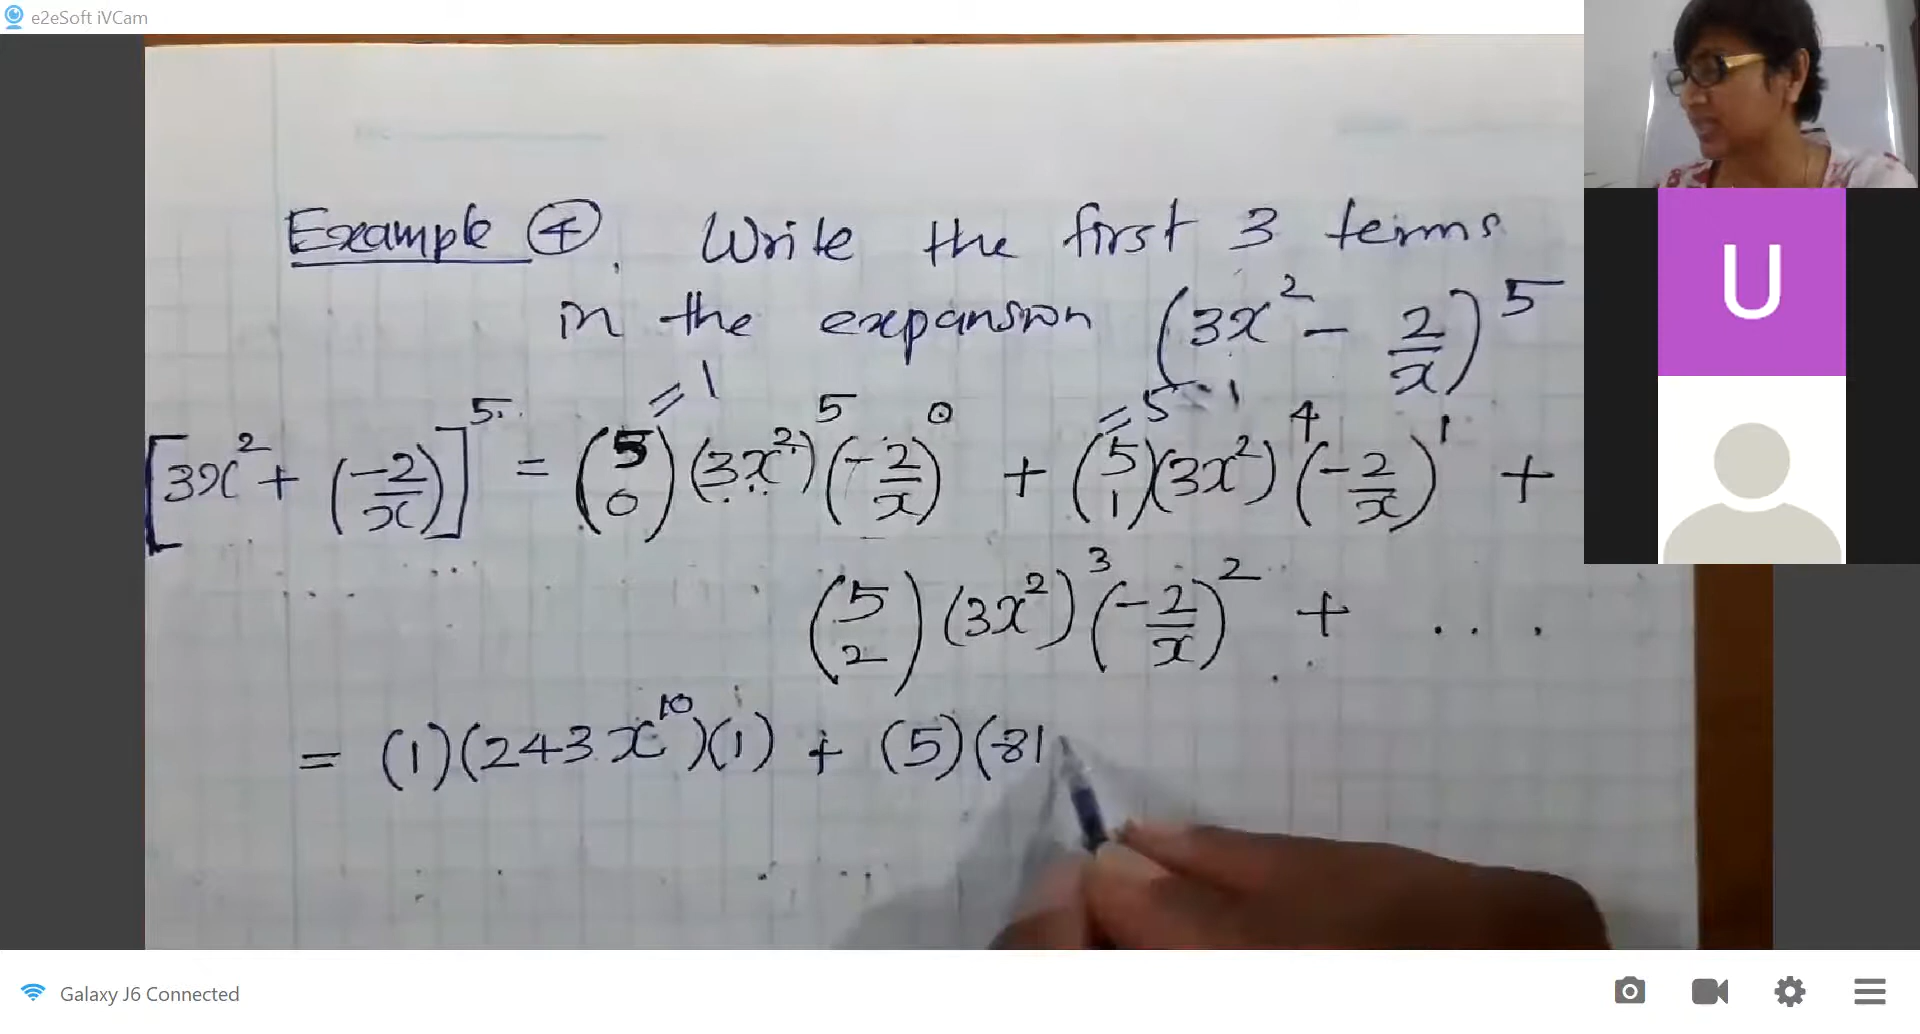 e2eSoft iVCam
Example ④. Write the first 3 terms
in the expansion (3x² - 2/x)⁵
= 1
= 5
[3x² + (-2/x)]⁵ = (5 0)(3x²)⁵(-2/x)⁰ + (5 1)(3x²)⁴(-2/x)¹ +
(5 2)(3x²)³(-2/x)² + ....
= (1)(243x¹⁰)(1) + (5)(81
U
Galaxy J6 Connected